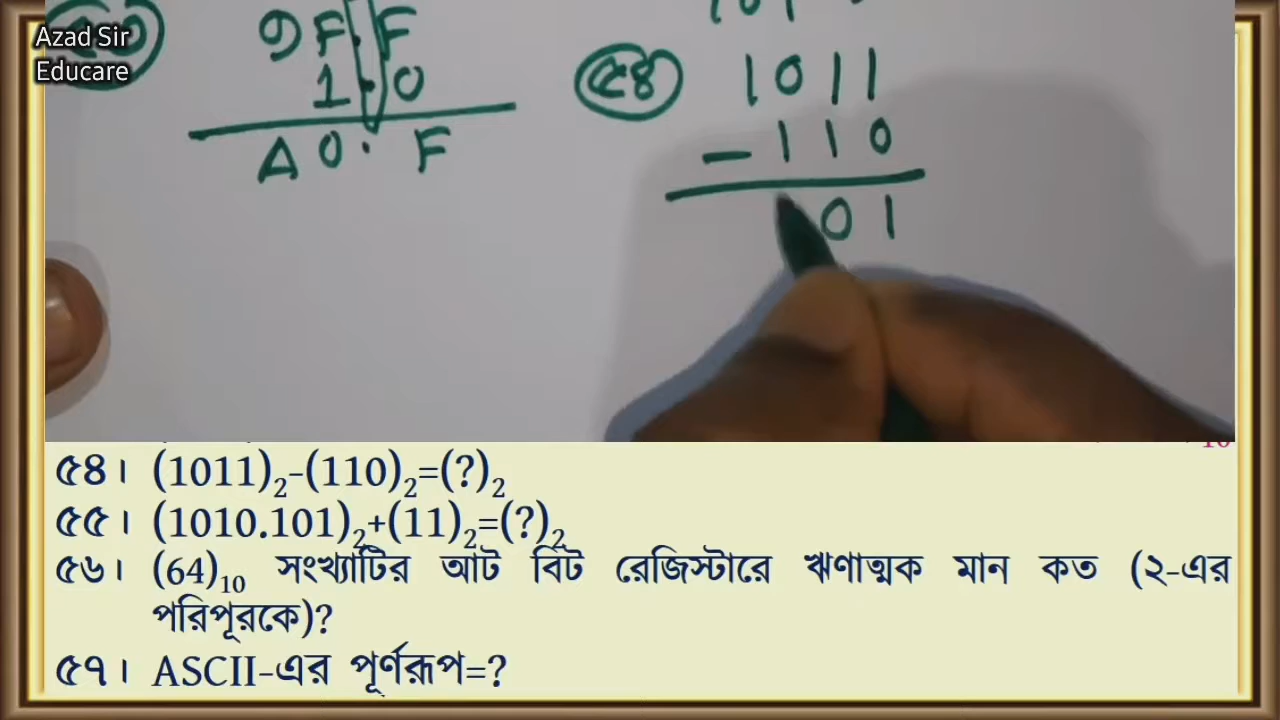 Azad Sir
Educare
9F.F
1.0
A0.F
৫৪
1011
-110
01
৫৪। (1011)2-(110)2=(?)2
৫৫। (1010.101)2+(11)2=(?)2
৫৬। (64)10 সংখ্যাটির আট বিট রেজিস্টারে ঋণাত্মক মান কত (২-এর
পরিপূরকে)?
৫৭। ASCII-এর পূর্ণরূপ=?